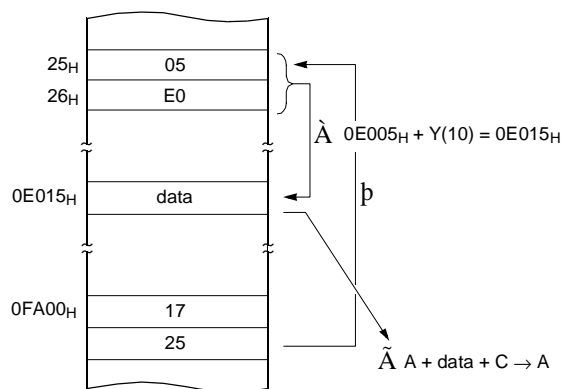 25H 05
26H E0
À 0E005H + Y(10) = 0E015H
0E015H data
þ
0FA00H 17
25
Ã A + data + C → A